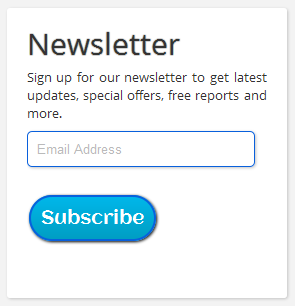 Newsletter
Sign up for our newsletter to get latest
updates, special offers, free reports and
more.
Email Address
Subscribe